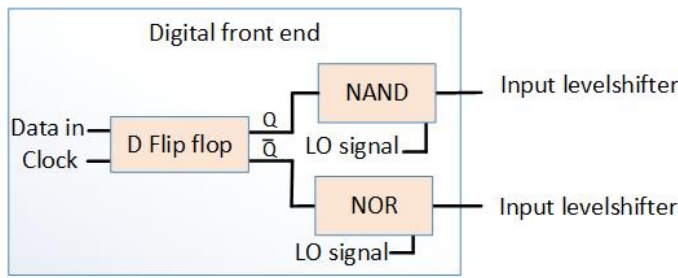 Digital front end
NAND
Input levelshifter
Q
Data in
D Flip flop
LO signal
Q̅
Clock
NOR
Input levelshifter
LO signal